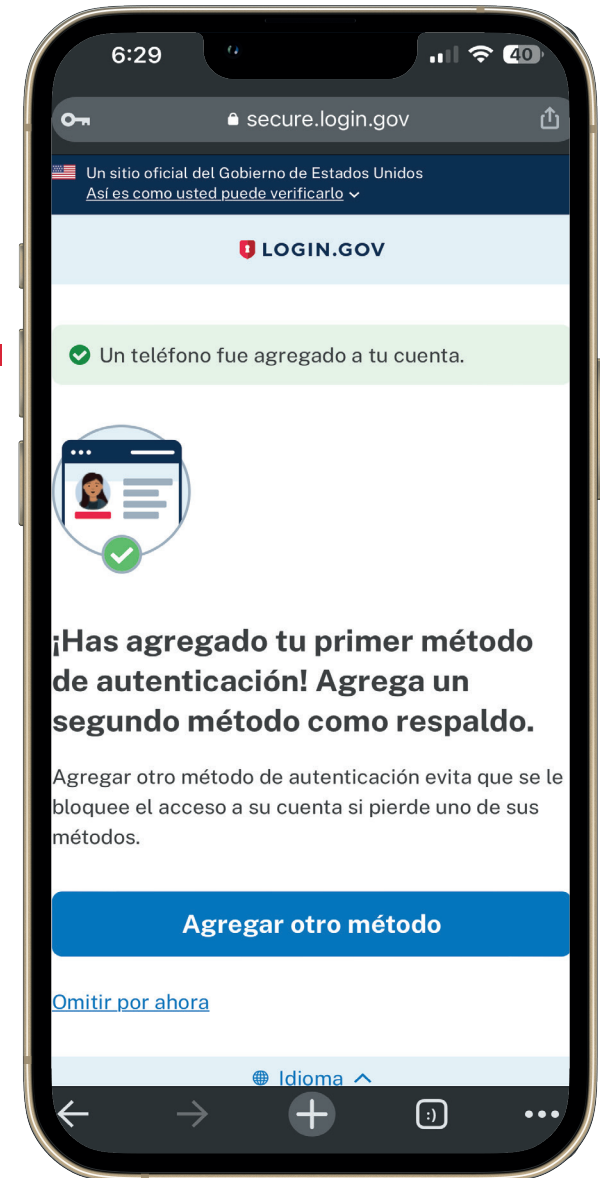 6:29
40
secure.login.gov
Un sitio oficial del Gobierno de Estados Unidos
Así es como usted puede verificarlo
LOGIN.GOV
Un teléfono fue agregado a tu cuenta.
¡Has agregado tu primer método
de autenticación! Agrega un
segundo método como respaldo.
Agregar otro método de autenticación evita que se le
bloquee el acceso a su cuenta si pierde uno de sus
métodos.
Agregar otro método
Omitir por ahora
Idioma
:)